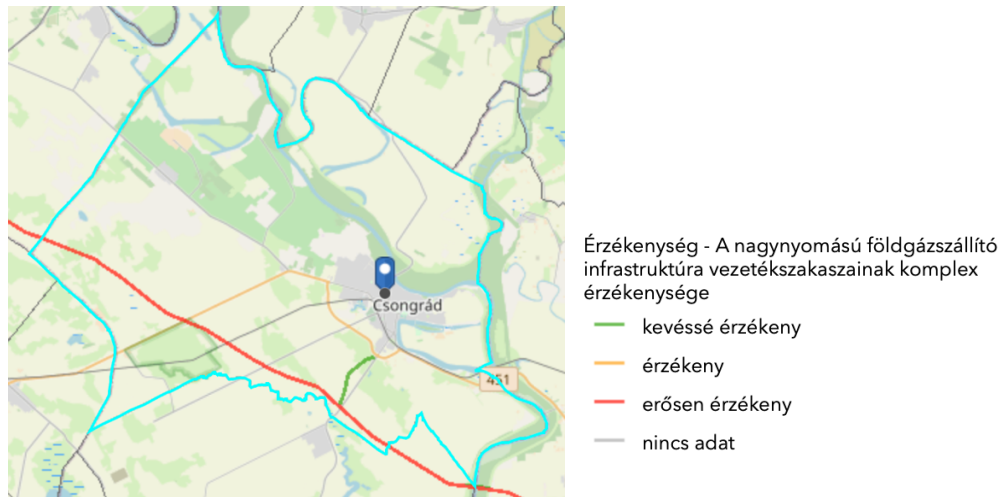 Csongrád
451
Érzékenység - A nagynyomású földgázszállító
infrastruktúra vezetékszakaszainak komplex
érzékenysége
kevéssé érzékeny
érzékeny
erősen érzékeny
nincs adat